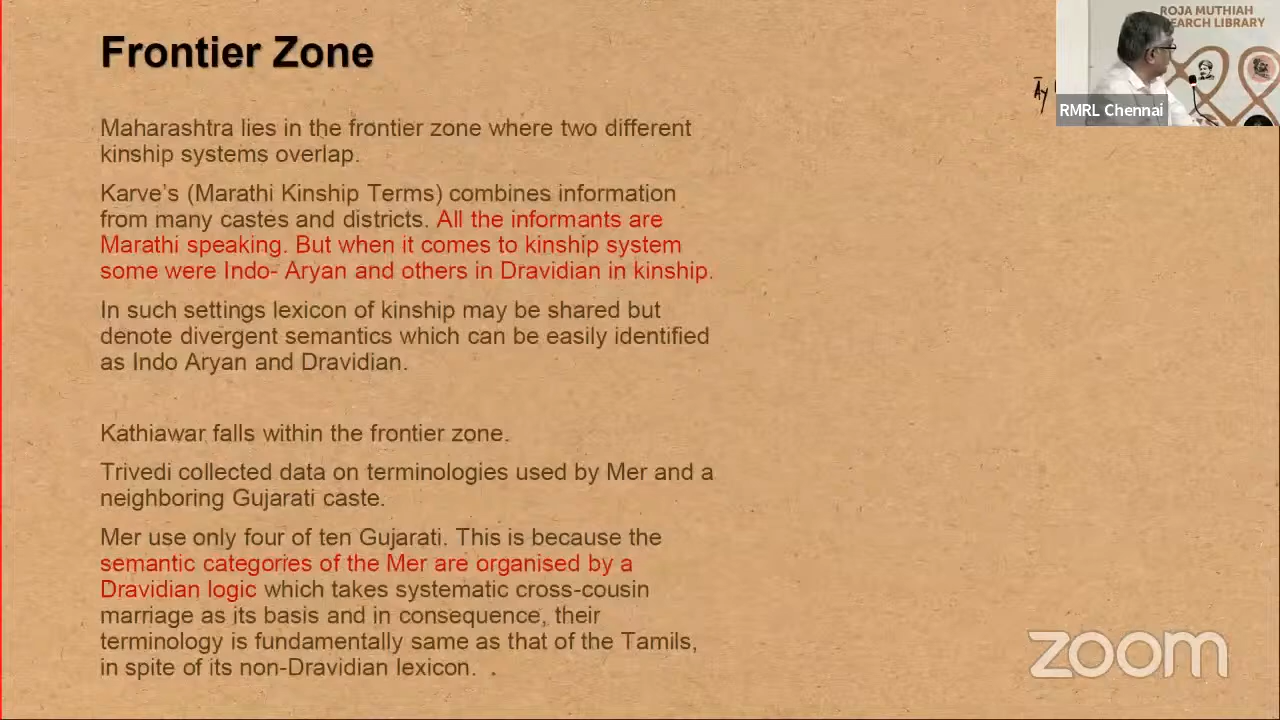 Frontier Zone
ROJA MUTHIAH
EARCH LIBRARY
Āy
RMRL Chennai
Maharashtra lies in the frontier zone where two different
kinship systems overlap.
Karve's (Marathi Kinship Terms) combines information
from many castes and districts. All the informants are
Marathi speaking. But when it comes to kinship system
some were Indo- Aryan and others in Dravidian in kinship.
In such settings lexicon of kinship may be shared but
denote divergent semantics which can be easily identified
as Indo Aryan and Dravidian.
Kathiawar falls within the frontier zone.
Trivedi collected data on terminologies used by Mer and a
neighboring Gujarati caste.
Mer use only four of ten Gujarati. This is because the
semantic categories of the Mer are organised by a
Dravidian logic which takes systematic cross-cousin
marriage as its basis and in consequence, their
terminology is fundamentally same as that of the Tamils,
in spite of its non-Dravidian lexicon. .
zoom